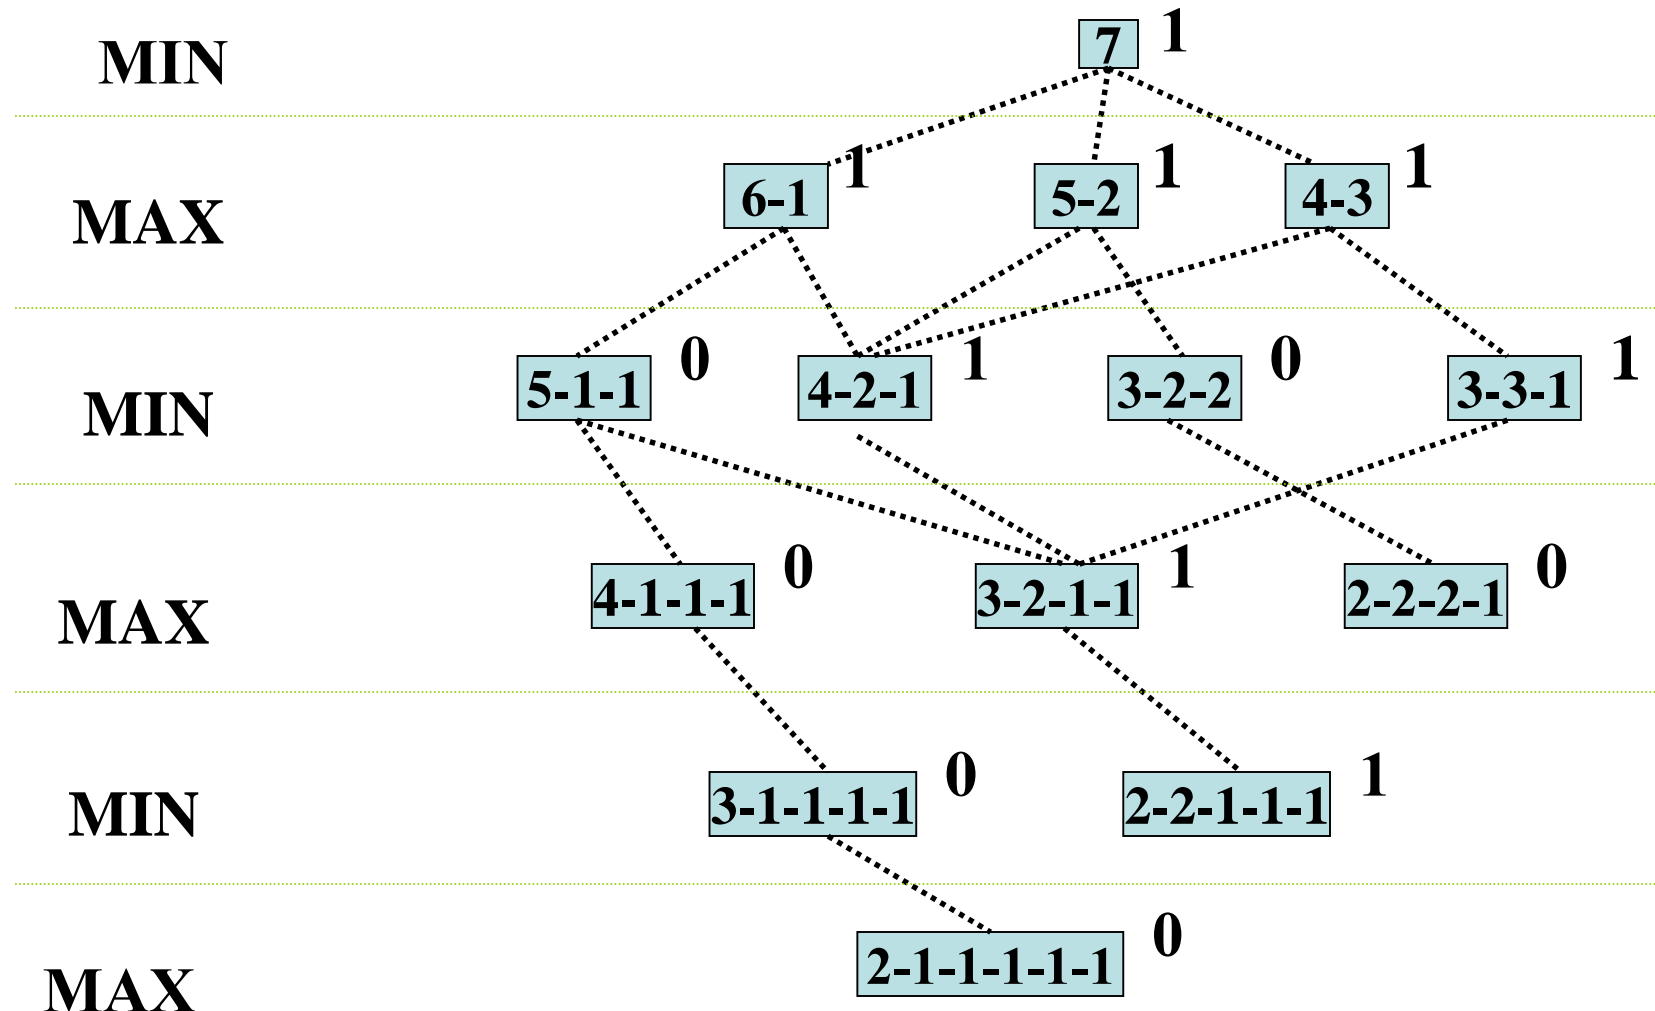 MIN 7 1
MAX 6-1 1 5-2 1 4-3 1
MIN 5-1-1 0 4-2-1 1 3-2-2 0 3-3-1 1
MAX 4-1-1-1 0 3-2-1-1 1 2-2-2-1 0
MIN 3-1-1-1-1 0 2-2-1-1-1 1
MAX 2-1-1-1-1-1 0